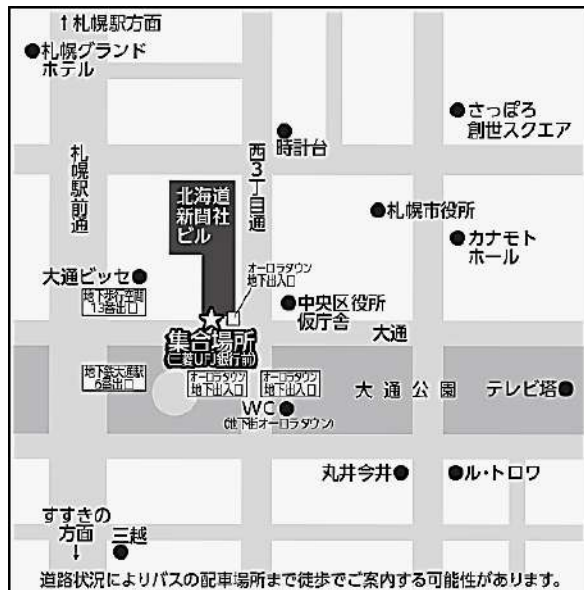 ↑札幌駅方面
札幌グランド
ホテル
さっぽろ
創世スクエア
時計台
札幌駅前通
西3丁目通
北海道
新聞社
ビル
札幌市役所
カナモト
ホール
大通ビッセ
地下歩行空間
13番出口
オーロラタウン
地下出入口
中央区役所
仮庁舎
大通
集合場所
(三菱UFJ銀行前)
地下鉄大通駅
6番出口
オーロラタウン
地下出入口
オーロラタウン
地下出入口
大通公園
テレビ塔
WC
(地下街オーロラタウン)
丸井今井
ル・トロワ
すすきの
方面
↓
三越
道路状況によりバスの配車場所まで徒歩でご案内する可能性があります。